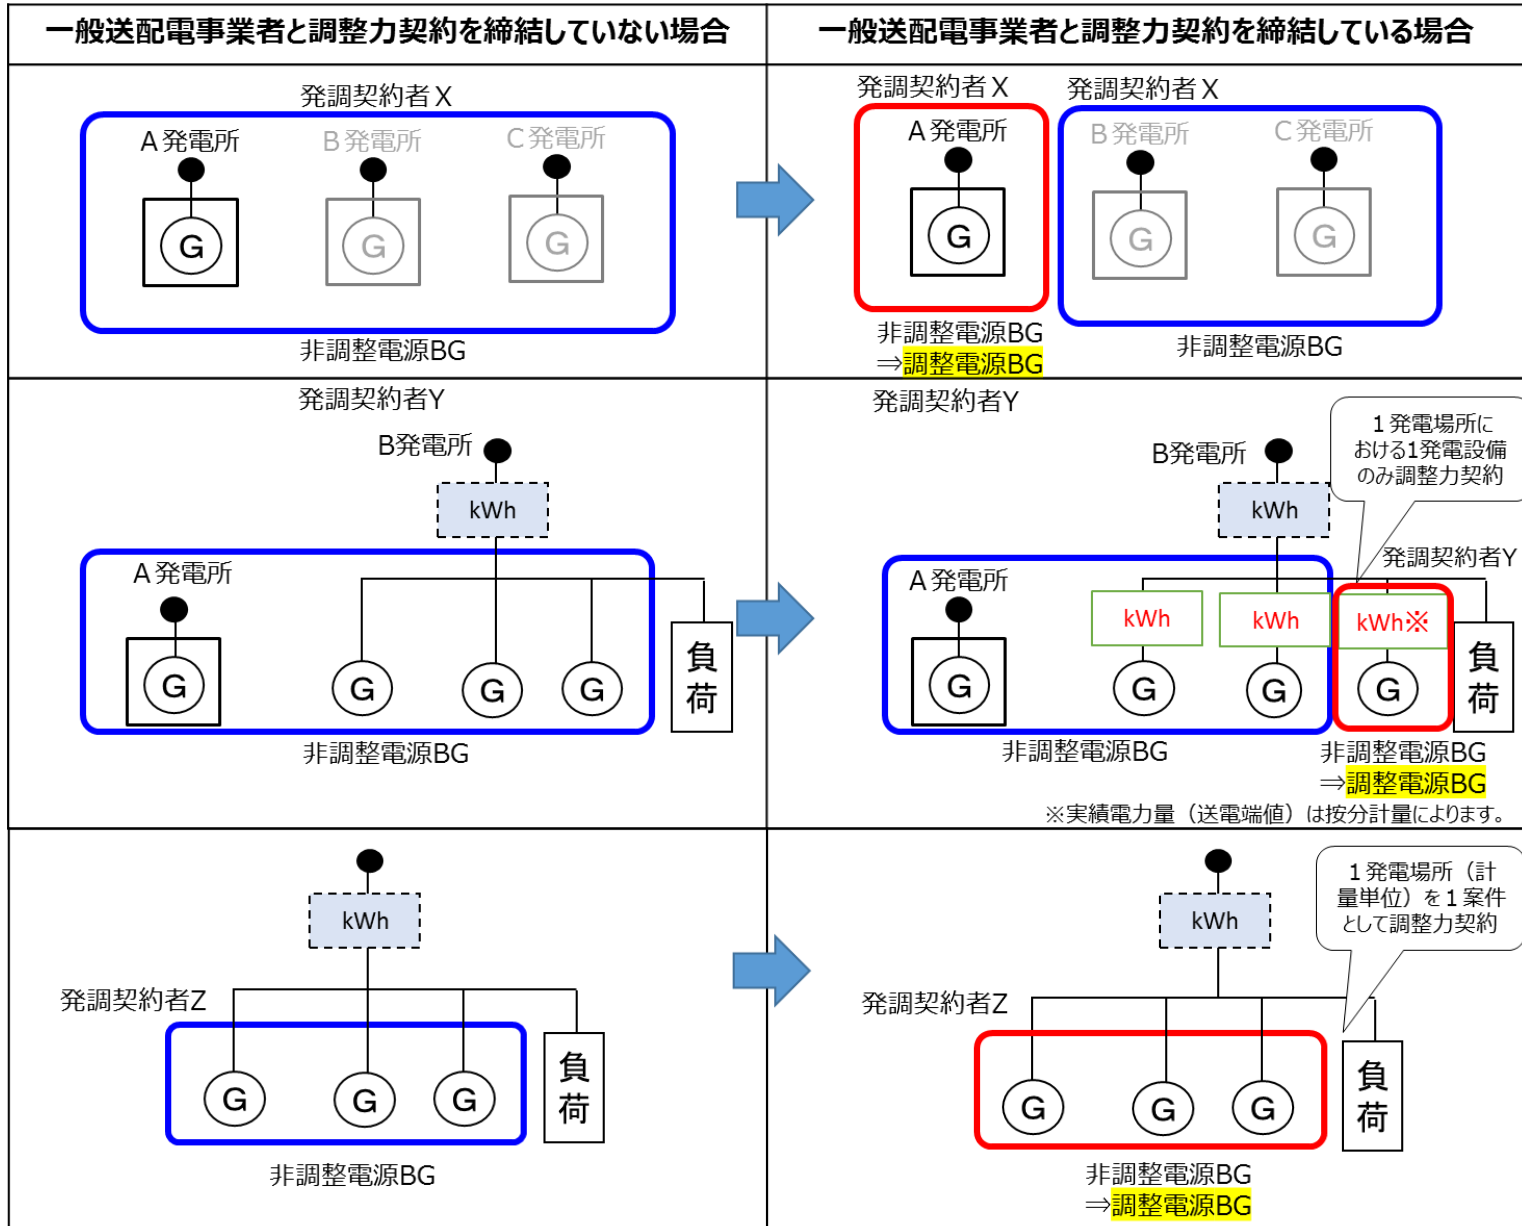 一般送配電事業者と調整力契約を締結していない場合
一般送配電事業者と調整力契約を締結している場合
発調契約者X
A発電所
B発電所
C発電所
G
G
G
非調整電源BG
発調契約者X
A発電所
G
非調整電源BG
⇒調整電源BG
発調契約者X
B発電所
C発電所
G
G
非調整電源BG
発調契約者Y
B発電所
kWh
A発電所
G
G
G
G
負
荷
非調整電源BG
発調契約者Y
B発電所
kWh
1発電場所に
おける1発電設備
のみ調整力契約
発調契約者Y
A発電所
kWh
kWh
kWh※
G
G
G
G
負
荷
非調整電源BG
非調整電源BG
⇒調整電源BG
※実績電力量（送電端値）は按分計量によります。
kWh
発調契約者Z
G
G
G
負
荷
非調整電源BG
kWh
1発電場所（計
量単位）を1案件
として調整力契約
発調契約者Z
G
G
G
負
荷
非調整電源BG
⇒調整電源BG